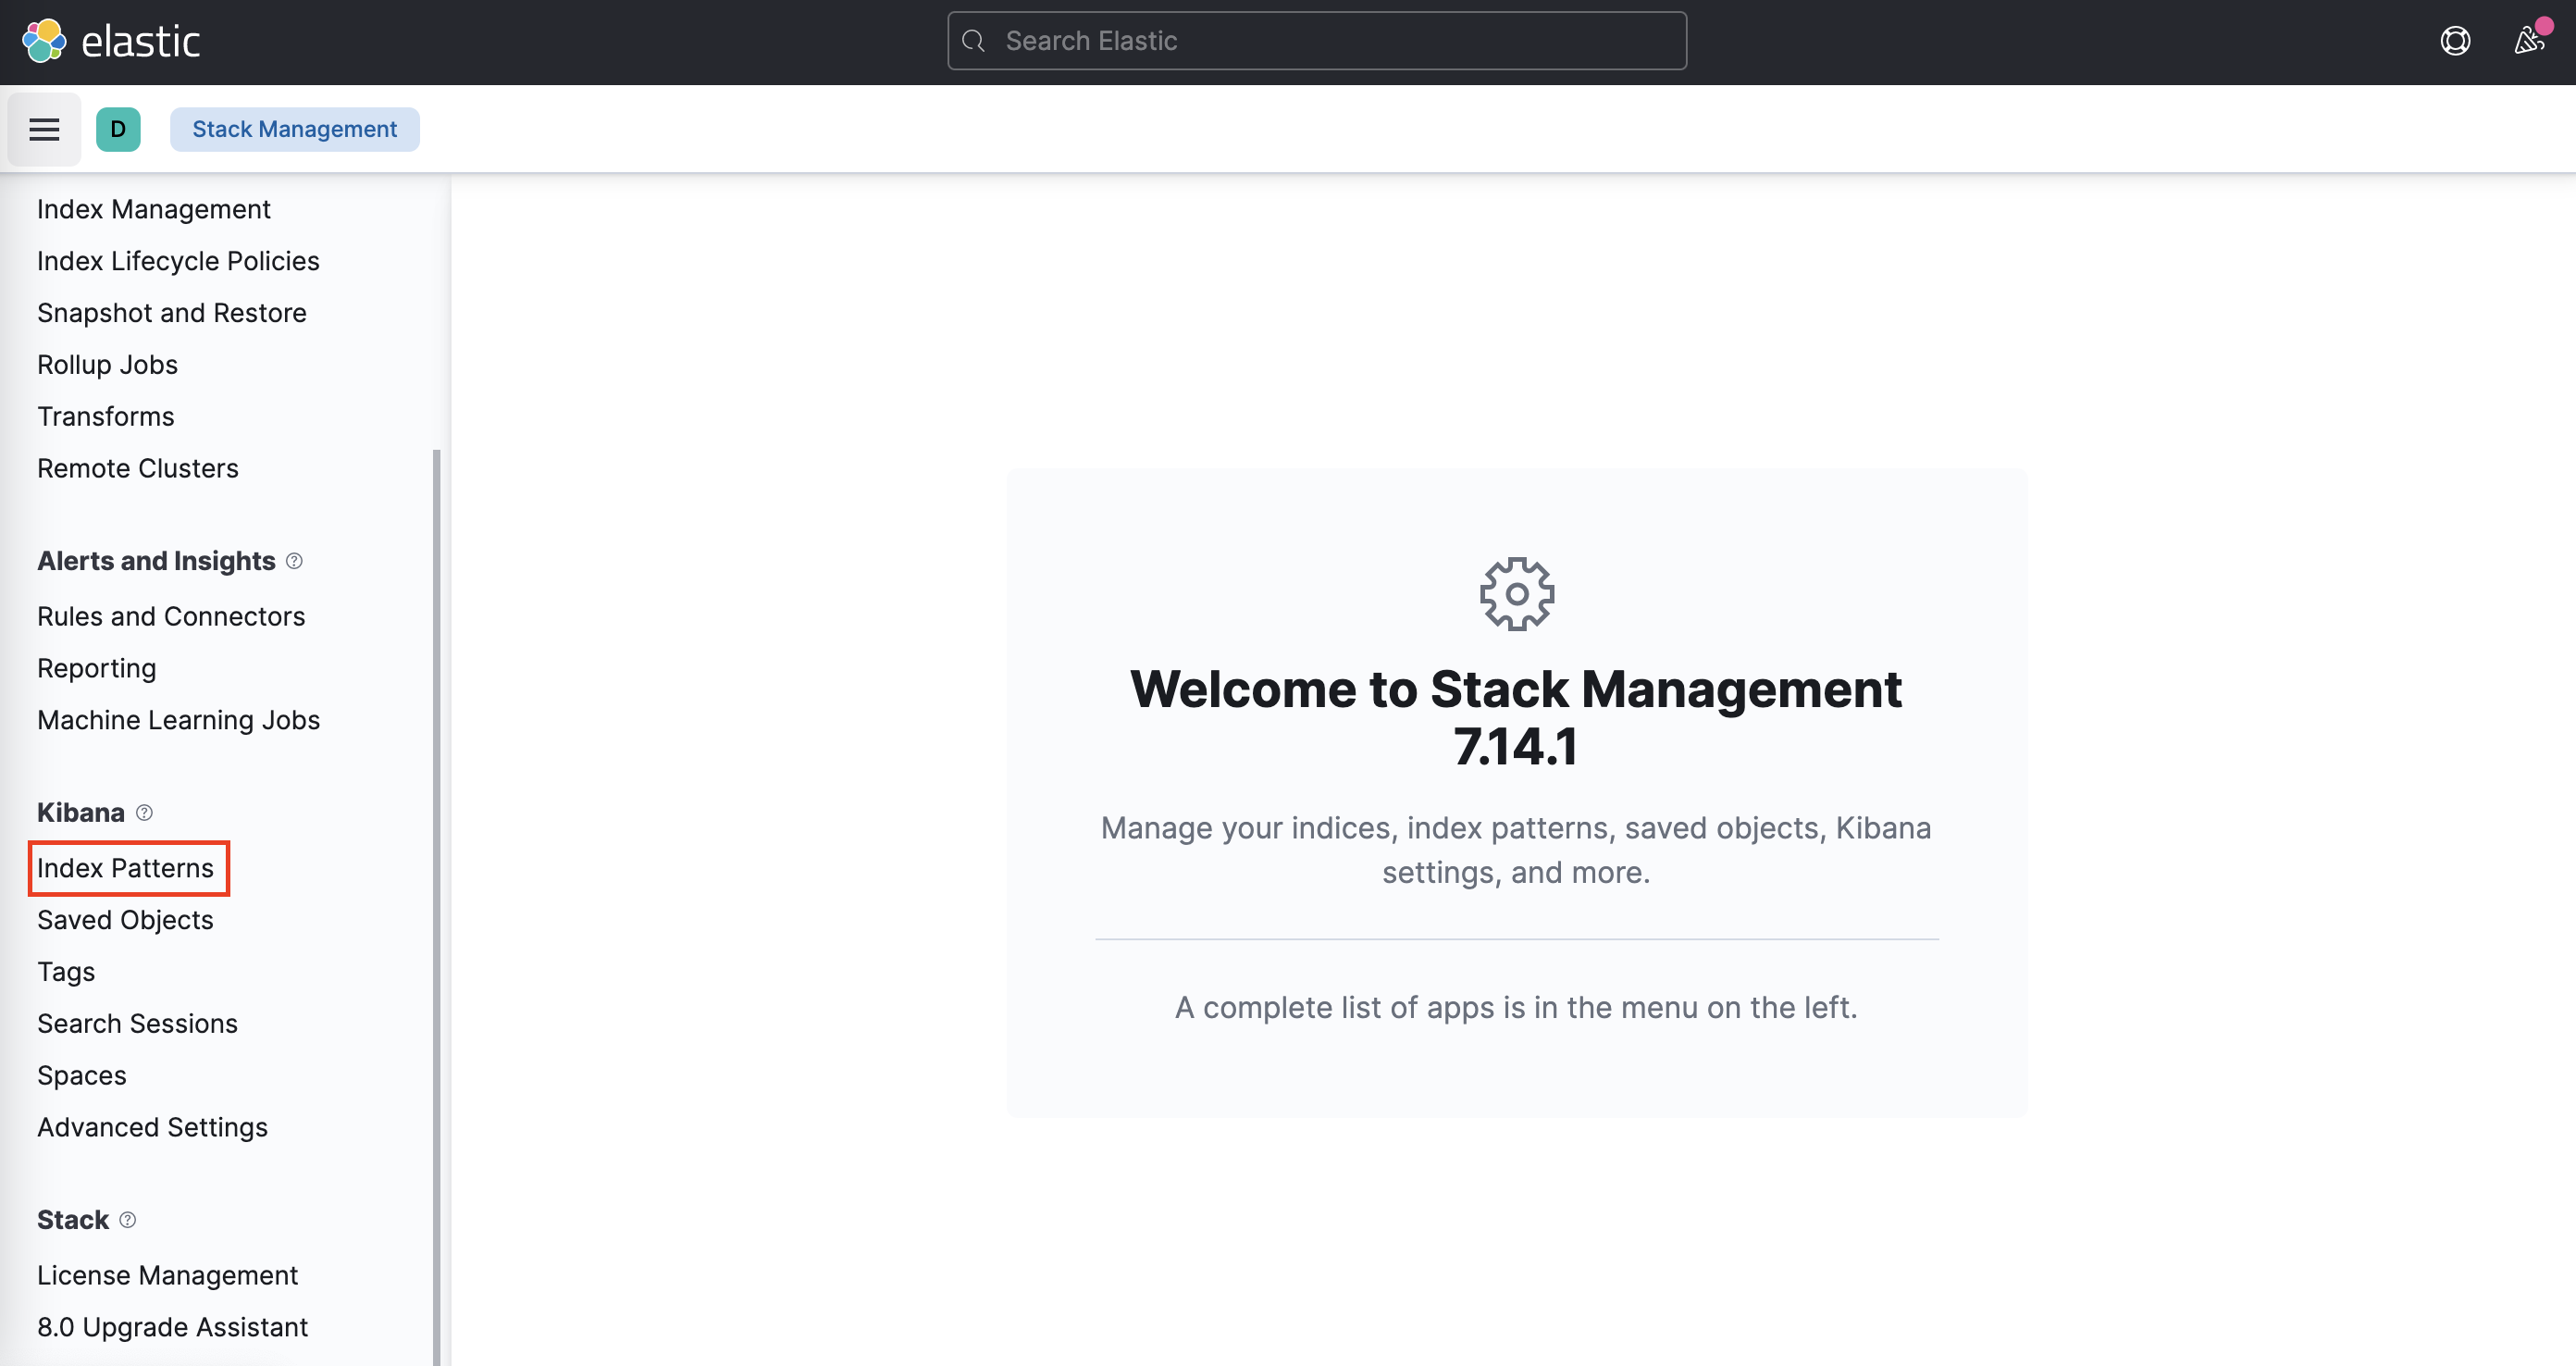 elastic
Search Elastic
D
Stack Management
Index Management
Index Lifecycle Policies
Snapshot and Restore
Rollup Jobs
Transforms
Remote Clusters
Alerts and Insights
Rules and Connectors
Reporting
Machine Learning Jobs
Kibana
Index Patterns
Saved Objects
Tags
Search Sessions
Spaces
Advanced Settings
Stack
License Management
8.0 Upgrade Assistant
Welcome to Stack Management
7.14.1
Manage your indices, index patterns, saved objects, Kibana
settings, and more.
A complete list of apps is in the menu on the left.